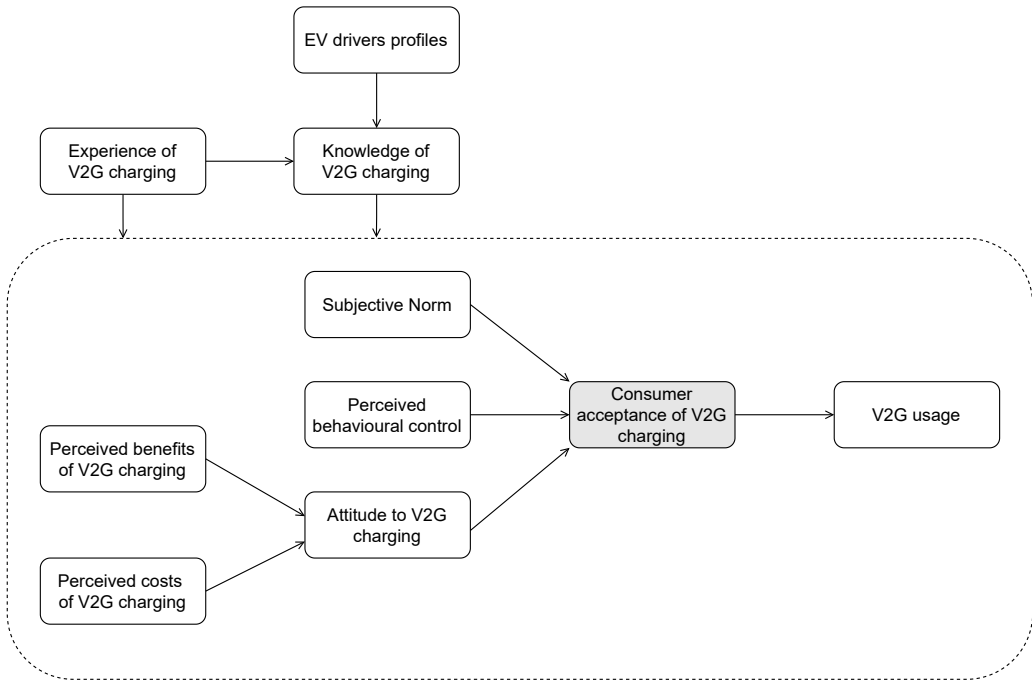 EV drivers profiles
Experience of
V2G charging
Knowledge of
V2G charging
Subjective Norm
Perceived
behavioural control
Consumer
acceptance of V2G
charging
V2G usage
Perceived benefits
of V2G charging
Attitude to V2G
charging
Perceived costs
of V2G charging